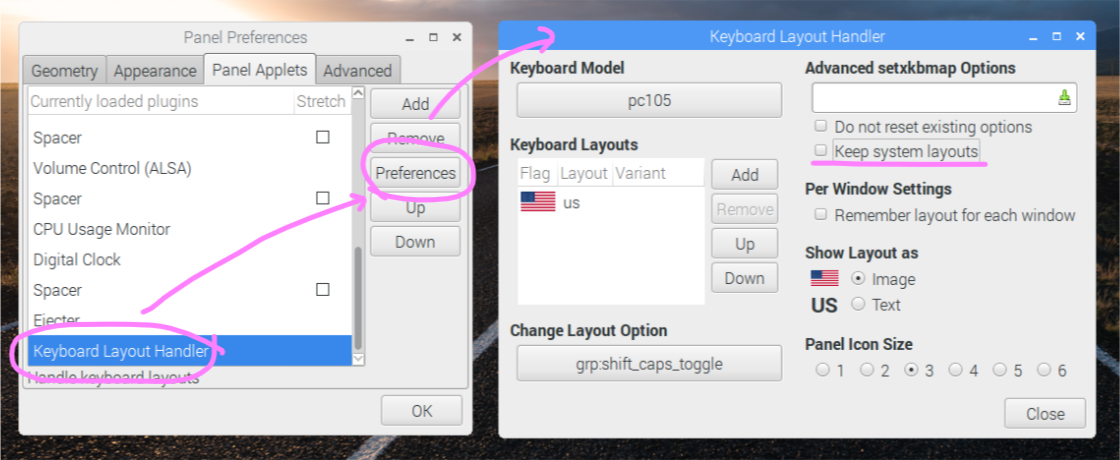 Panel Preferences
Geometry Appearance Panel Applets Advanced
Currently loaded plugins Stretch
Spacer
Volume Control (ALSA)
Spacer
CPU Usage Monitor
Digital Clock
Spacer
Ejecter
Keyboard Layout Handler
Handle keyboard layouts
Add
Remove
Preferences
Up
Down
OK
Keyboard Layout Handler
Keyboard Model
pc105
Keyboard Layouts
Flag Layout Variant
us
Add
Remove
Up
Down
Change Layout Option
grp:shift_caps_toggle
Advanced setxkbmap Options
Do not reset existing options
Keep system layouts
Per Window Settings
Remember layout for each window
Show Layout as
Image
US Text
Panel Icon Size
1 2 3 4 5 6
Close